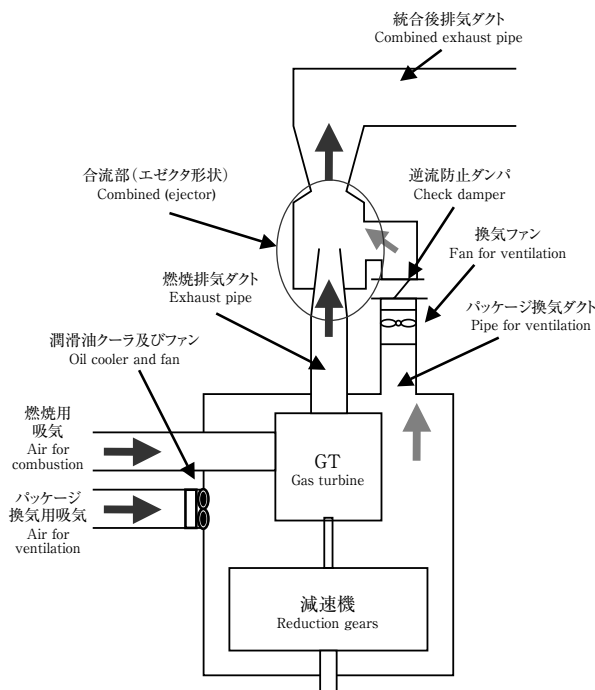 統合後排気ダクト
Combined exhaust pipe
合流部（エゼクタ形状）
Combined (ejector)
逆流防止ダンパ
Check damper
換気ファン
Fan for ventilation
燃焼排気ダクト
Exhaust pipe
パッケージ換気ダクト
Pipe for ventilation
潤滑油クーラ及びファン
Oil cooler and fan
燃焼用
吸気
Air for
combustion
GT
Gas turbine
パッケージ
換気用吸気
Air for
ventilation
減速機
Reduction gears